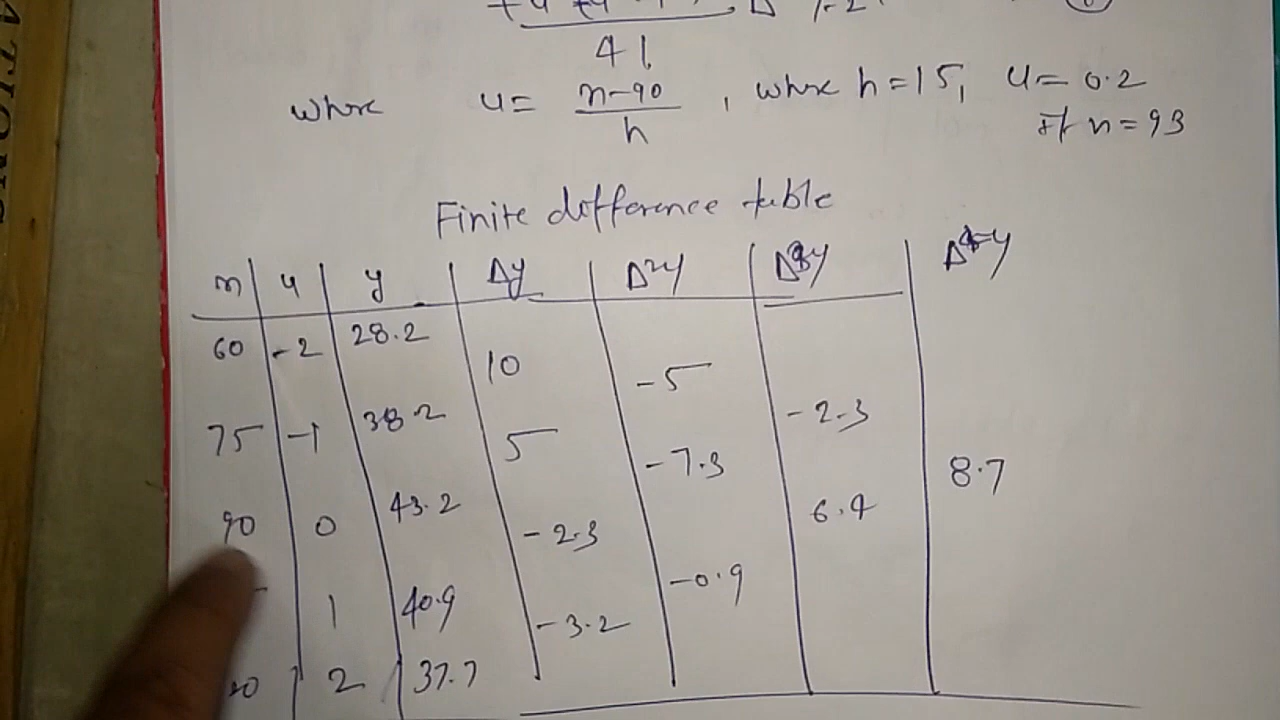 4!
where u = n-90 / h , where h = 15, u = 0.2
If n = 93
Finite difference table
n u y Δy Δ²y Δ³y Δ⁴y
60 -2 28.2
10 -5
75 -1 38.2 -2.3
5 -7.3 8.7
90 0 43.2 6.4
-2.3 -0.9
1 40.9
-3.2
2 37.7